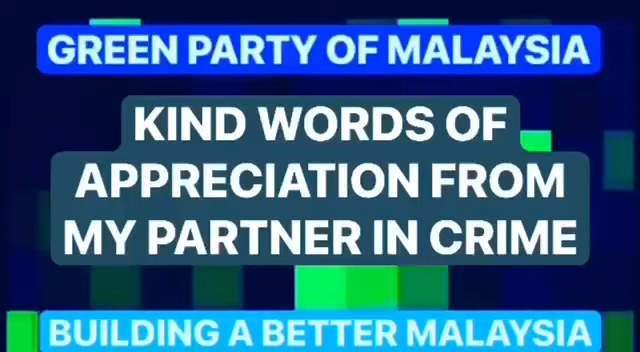 GREEN PARTY OF MALAYSIA
KIND WORDS OF
APPRECIATION FROM
MY PARTNER IN CRIME
BUILDING A BETTER MALAYSIA